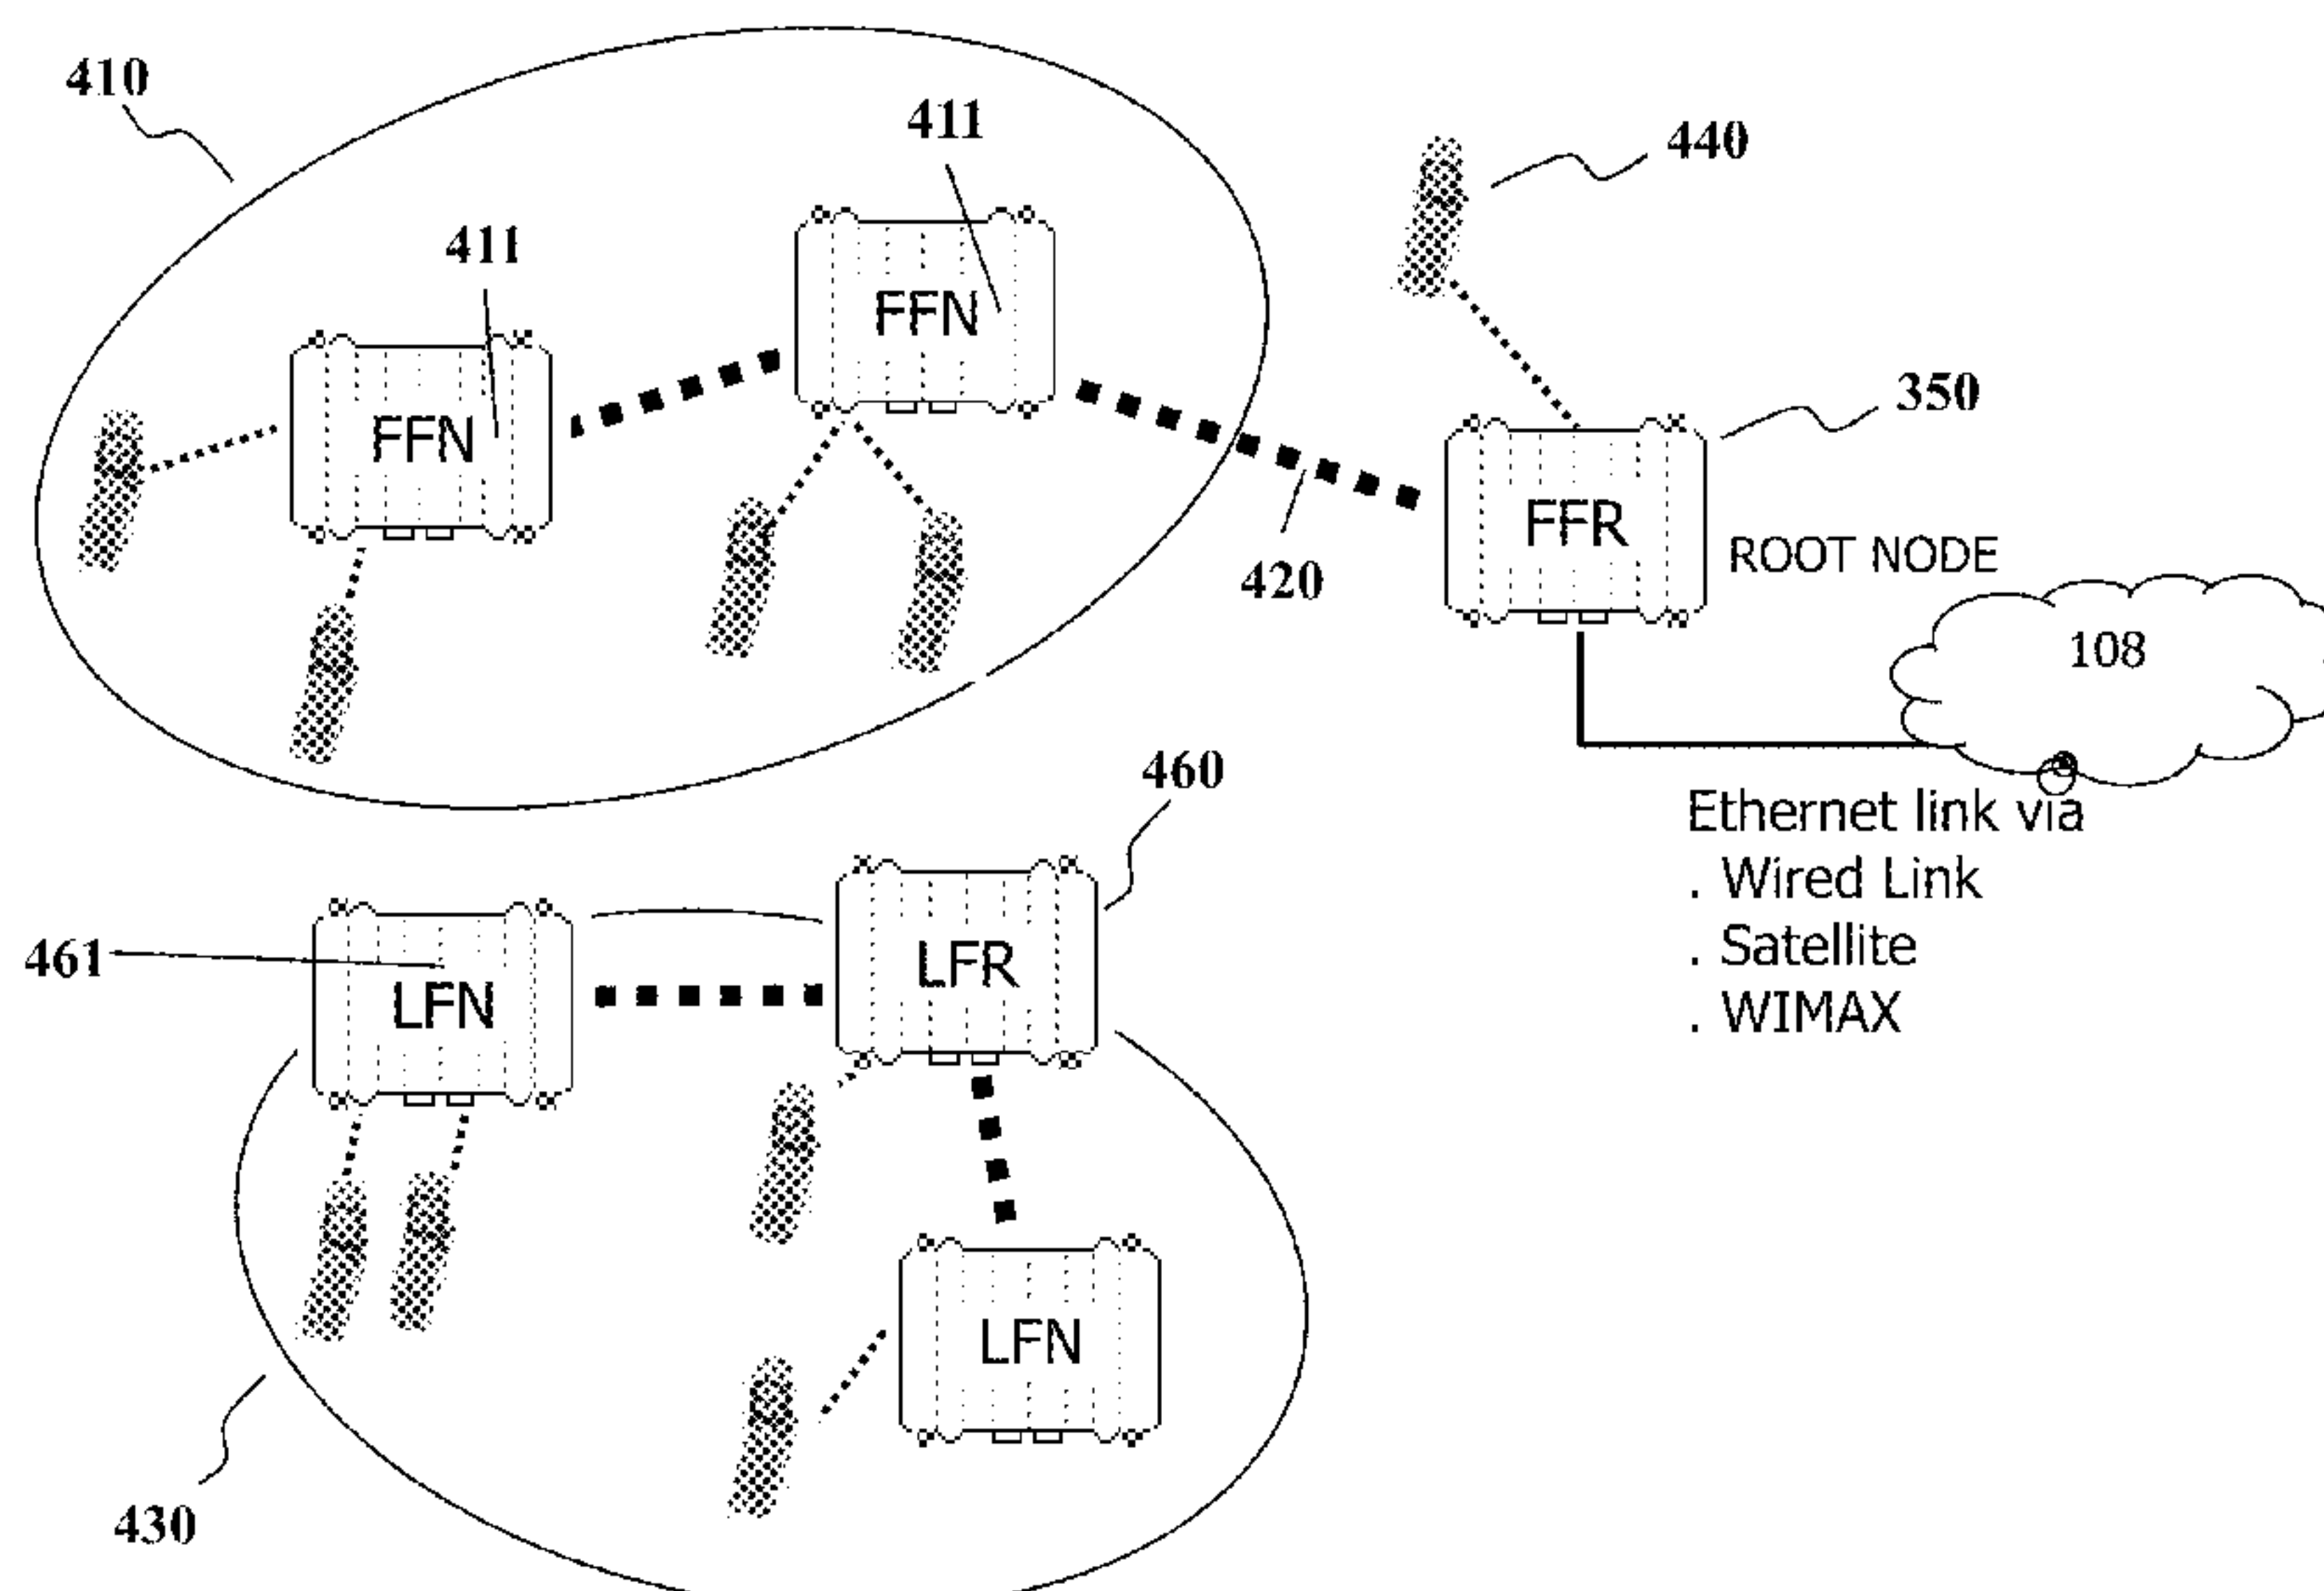 410
411
440
411
FFN
350
FFN
FFR
420
ROOT NODE
108
460
Ethernet link via
. Wired Link
. Satellite
. WIMAX
461
LFR
LFN
LFN
430